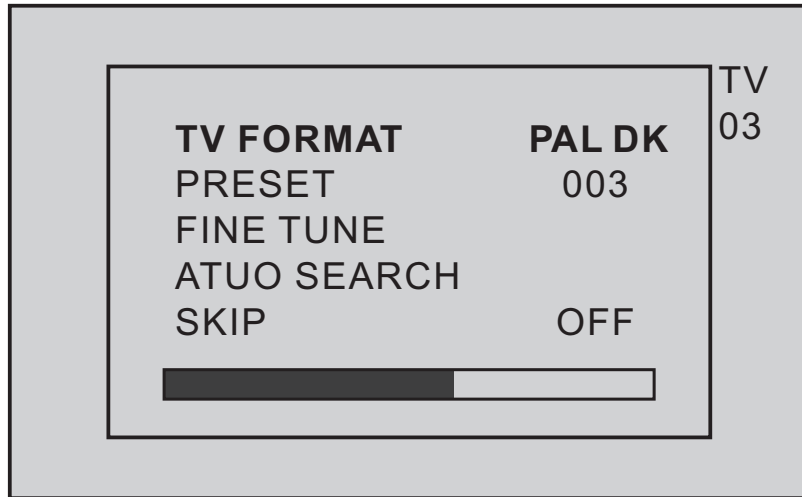 TV
03
TV FORMAT PAL DK
PRESET 003
FINE TUNE
ATUO SEARCH
SKIP OFF